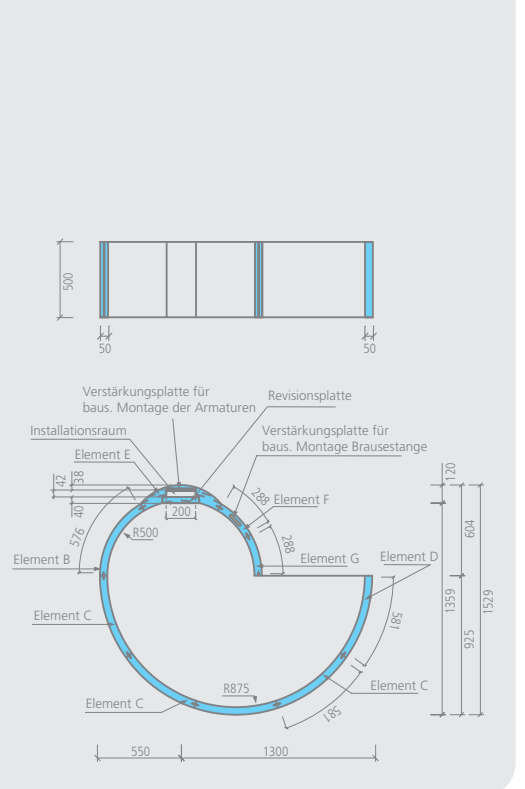 500
50
50
Verstärkungsplatte für
baus. Montage der Armaturen
Revisionsplatte
Installationsraum
Verstärkungsplatte für
baus. Montage Brausestange
Element E
42
38
120
40
200
288
Element F
576
R500
288
604
Element B
Element G
Element D
1359
1529
Element C
581
925
R875
Element C
Element C
581
550
1300